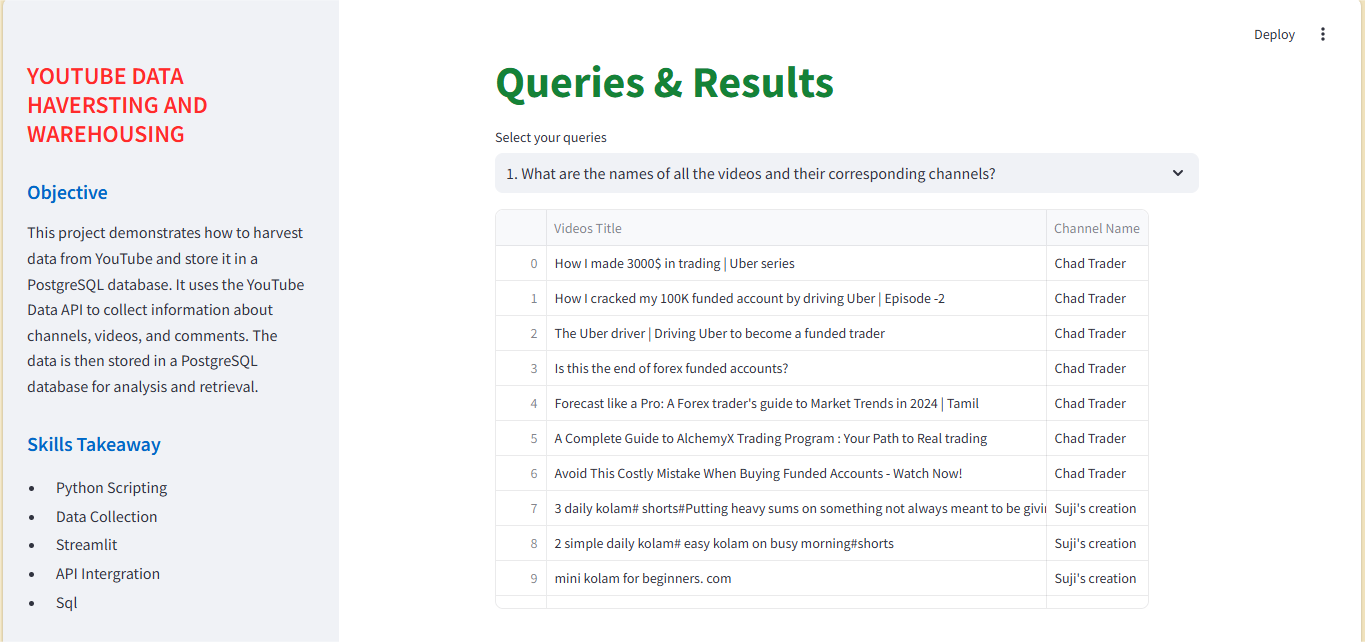 Deploy
YOUTUBE DATA
HAVERSTING AND
WAREHOUSING
Objective
This project demonstrates how to harvest
data from YouTube and store it in a
PostgreSQL database. It uses the YouTube
Data API to collect information about
channels, videos, and comments. The
data is then stored in a PostgreSQL
database for analysis and retrieval.
Skills Takeaway
• Python Scripting
• Data Collection
• Streamlit
• API Intergration
• Sql
Queries & Results
Select your queries
1. What are the names of all the videos and their corresponding channels?
Videos Title Channel Name
0 How I made 3000$ in trading | Uber series Chad Trader
1 How I cracked my 100K funded account by driving Uber | Episode -2 Chad Trader
2 The Uber driver | Driving Uber to become a funded trader Chad Trader
3 Is this the end of forex funded accounts? Chad Trader
4 Forecast like a Pro: A Forex trader's guide to Market Trends in 2024 | Tamil Chad Trader
5 A Complete Guide to AlchemyX Trading Program : Your Path to Real trading Chad Trader
6 Avoid This Costly Mistake When Buying Funded Accounts - Watch Now! Chad Trader
7 3 daily kolam# shorts#Putting heavy sums on something not always meant to be Suji's creation
8 2 simple daily kolam# easy kolam on busy morning#shorts Suji's creation
9 mini kolam for beginners. com Suji's creation